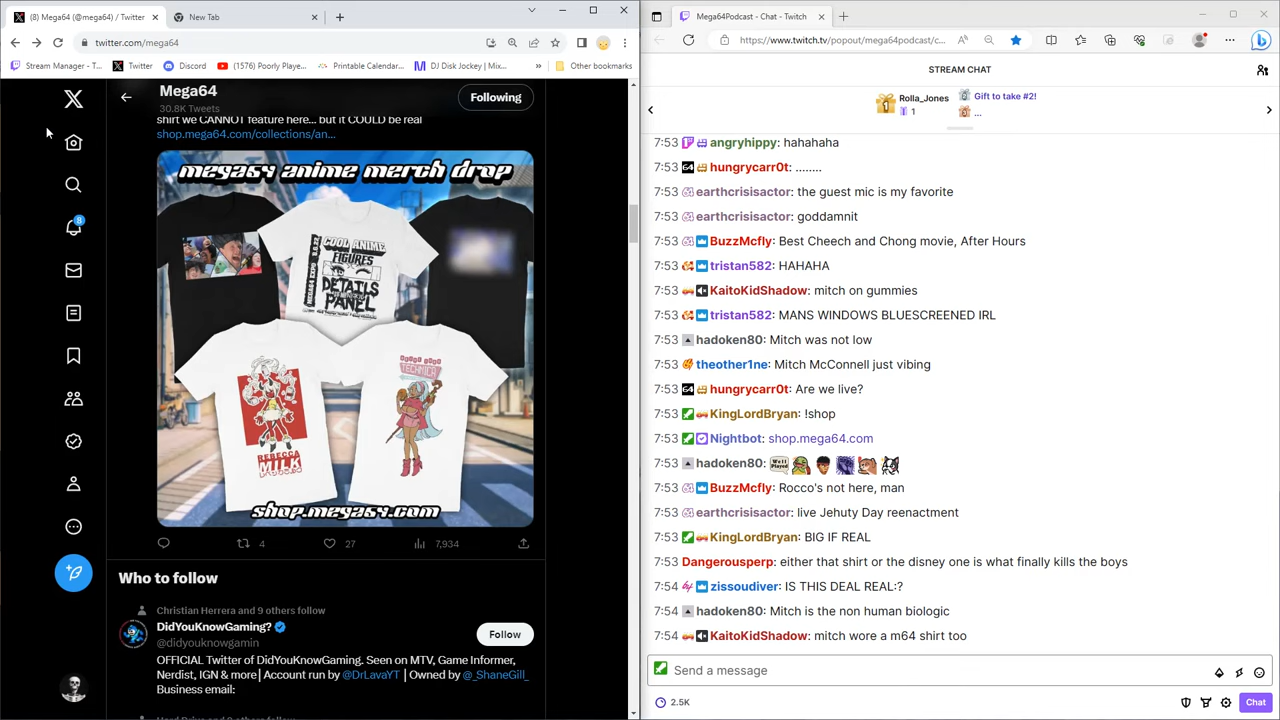 (8) Mega64 (@mega64) / Twitter
New Tab
twitter.com/mega64
Stream Manager - T...
Twitter
Discord
(1576) Poorly Playe...
Printable Calendar...
DJ Disk Jockey | Mix...
Other bookmarks
Mega64
30.8K Tweets
Following
shirt we CANNOT feature here... but it COULD be real
shop.mega64.com/collections/an...
mega64 anime merch drop
COOL ANIME
FIGURES
DETAILS
PANEL
REBECCA
MILK
TECHNICA
shop.mega64.com
8
4
27
7,934
Who to follow
Christian Herrera and 9 others follow
DidYouKnowGaming?
@didyouknowgamin
Follow
OFFICIAL Twitter of DidYouKnowGaming. Seen on MTV, Game Informer,
Nerdist, IGN & more| Account run by @DrLavaYT | Owned by @_ShaneGill_
Business email:
Mega64Podcast - Chat - Twitch
https://www.twitch.tv/popout/mega64podcast/c...
STREAM CHAT
Rolla_Jones
1
Gift to take #2!
...
7:53 angryhippy: hahahaha
7:53 hungrycarr0t: ........
7:53 earthcrisisactor: the guest mic is my favorite
7:53 earthcrisisactor: goddamnit
7:53 BuzzMcfly: Best Cheech and Chong movie, After Hours
7:53 tristan582: HAHAHA
7:53 KaitoKidShadow: mitch on gummies
7:53 tristan582: MANS WINDOWS BLUESCREENED IRL
7:53 hadoken80: Mitch was not low
7:53 theother1ne: Mitch McConnell just vibing
7:53 hungrycarr0t: Are we live?
7:53 KingLordBryan: !shop
7:53 Nightbot: shop.mega64.com
7:53 hadoken80:
7:53 BuzzMcfly: Rocco's not here, man
7:53 earthcrisisactor: live Jehuty Day reenactment
7:53 KingLordBryan: BIG IF REAL
7:53 Dangerousperp: either that shirt or the disney one is what finally kills the boys
7:54 zissoudiver: IS THIS DEAL REAL:?
7:54 hadoken80: Mitch is the non human biologic
7:54 KaitoKidShadow: mitch wore a m64 shirt too
Send a message
2.5K
Chat